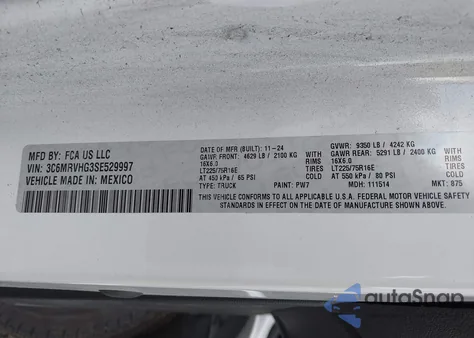 MFD BY: FCA US LLC
VIN: 3C6MRVHG3SE529997
VEHICLE MADE IN: MEXICO
DATE OF MFR (BUILT) 11-24
GAWR FRONT: 4629 LB / 2100 KG
16X6.0
LT225/75R16E
AT 450 kPa / 65 PSI
TYPE: TRUCK
PAINT: PW7
RIM
TIRES
COLD
MDH: 111514
GVWR: 9350 LB / 4242 KG
GAWR REAR: 5291 LB / 2400 KG
16X6.0
LT225/75R16E
AT 550 kPa / 80 PSI
RIM
TIRES
COLD
MKT: 875
THIS VEHICLE CONFORMS TO ALL APPLICABLE U.S.A. FEDERAL MOTOR VEHICLE SAFETY
STANDARDS IN EFFECT ON THE DATE OF MANUFACTURE SHOWN ABOVE.
autoSnap